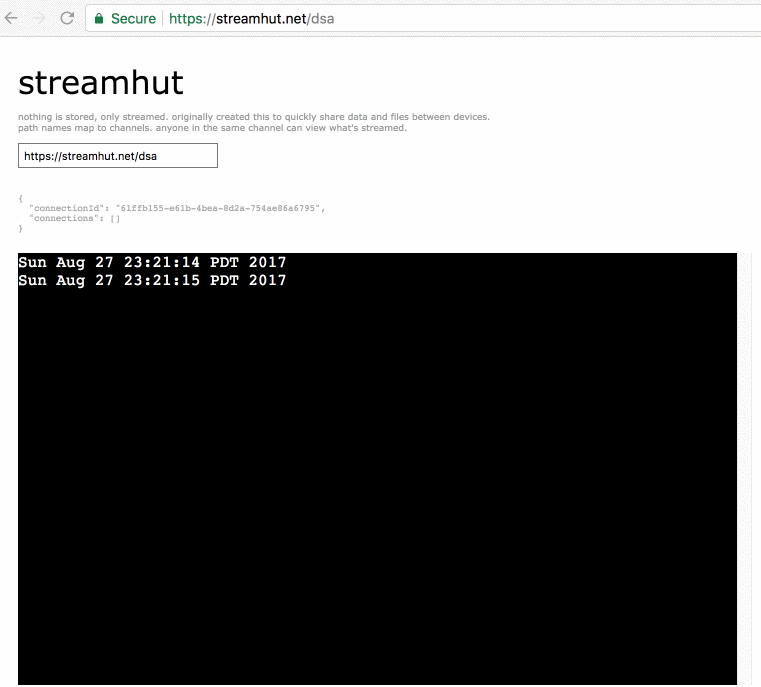 Secure https://streamhut.net/dsa
streamhut
nothing is stored, only streamed. originally created this to quickly share data and files between devices.
path names map to channels. anyone in the same channel can view what's streamed.
https://streamhut.net/dsa
{
"connectionId": "61ffb155-e61b-4bea-8d2a-754ae86a6795",
"connections": []
}
Sun Aug 27 23:21:14 PDT 2017
Sun Aug 27 23:21:15 PDT 2017